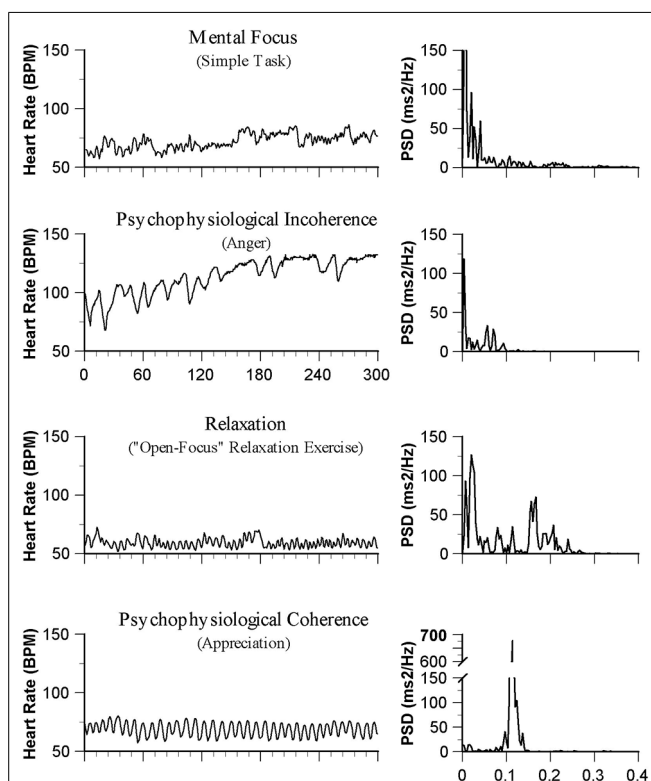 Mental Focus
(Simple Task)
Heart Rate (BPM)
150
100
50
PSD (ms2/Hz)
150
100
50
0
Psychophysiological Incoherence
(Anger)
Heart Rate (BPM)
150
100
50
0 60 120 180 240 300
PSD (ms2/Hz)
150
100
50
0
Relaxation
("Open-Focus" Relaxation Exercise)
Heart Rate (BPM)
150
100
50
PSD (ms2/Hz)
150
100
50
0
Psychophysiological Coherence
(Appreciation)
Heart Rate (BPM)
150
100
50
PSD (ms2/Hz)
700
600
150
100
50
0
0 0.1 0.2 0.3 0.4